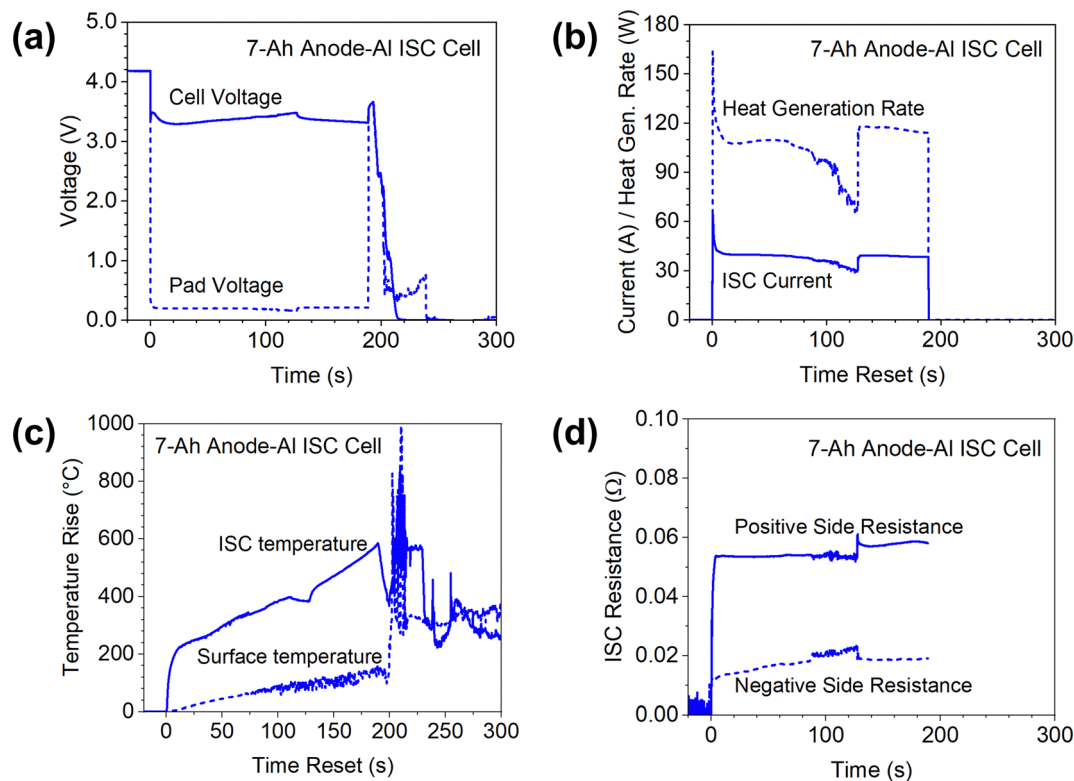 (a)
7-Ah Anode-Al ISC Cell
Cell Voltage
Pad Voltage
Voltage (V)
5.0
4.0
3.0
2.0
1.0
0.0
0 100 200 300
Time (s)
(b)
7-Ah Anode-Al ISC Cell
Heat Generation Rate
ISC Current
Current (A) / Heat Gen. Rate (W)
180
150
120
90
60
30
0
0 100 200 300
Time Reset (s)
(c)
7-Ah Anode-Al ISC Cell
ISC temperature
Surface temperature
Temperature Rise (°C)
1000
800
600
400
200
0
0 50 100 150 200 250 300
Time Reset (s)
(d)
7-Ah Anode-Al ISC Cell
Positive Side Resistance
Negative Side Resistance
ISC Resistance (Ω)
0.10
0.08
0.06
0.04
0.02
0.00
0 100 200 300
Time (s)